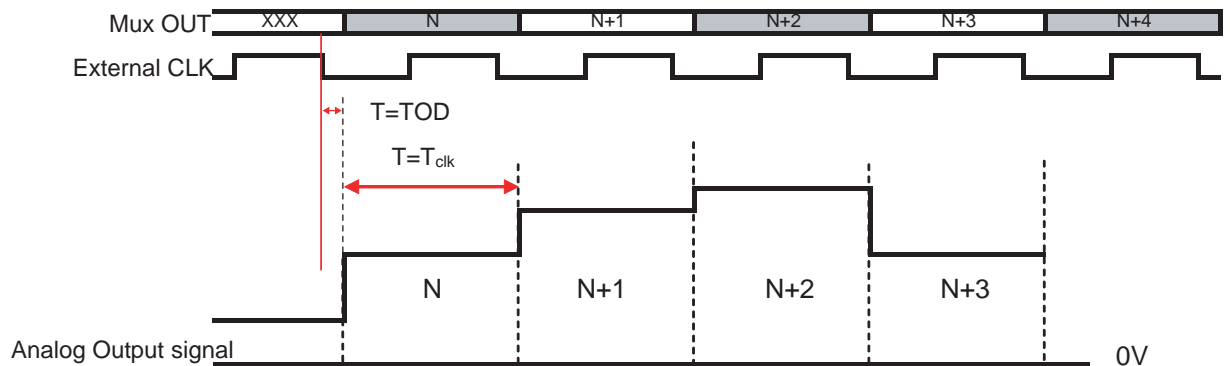 Mux OUT XXX N N+1 N+2 N+3 N+4
External CLK
T=TOD
T=Tclk
N N+1 N+2 N+3
Analog Output signal 0V